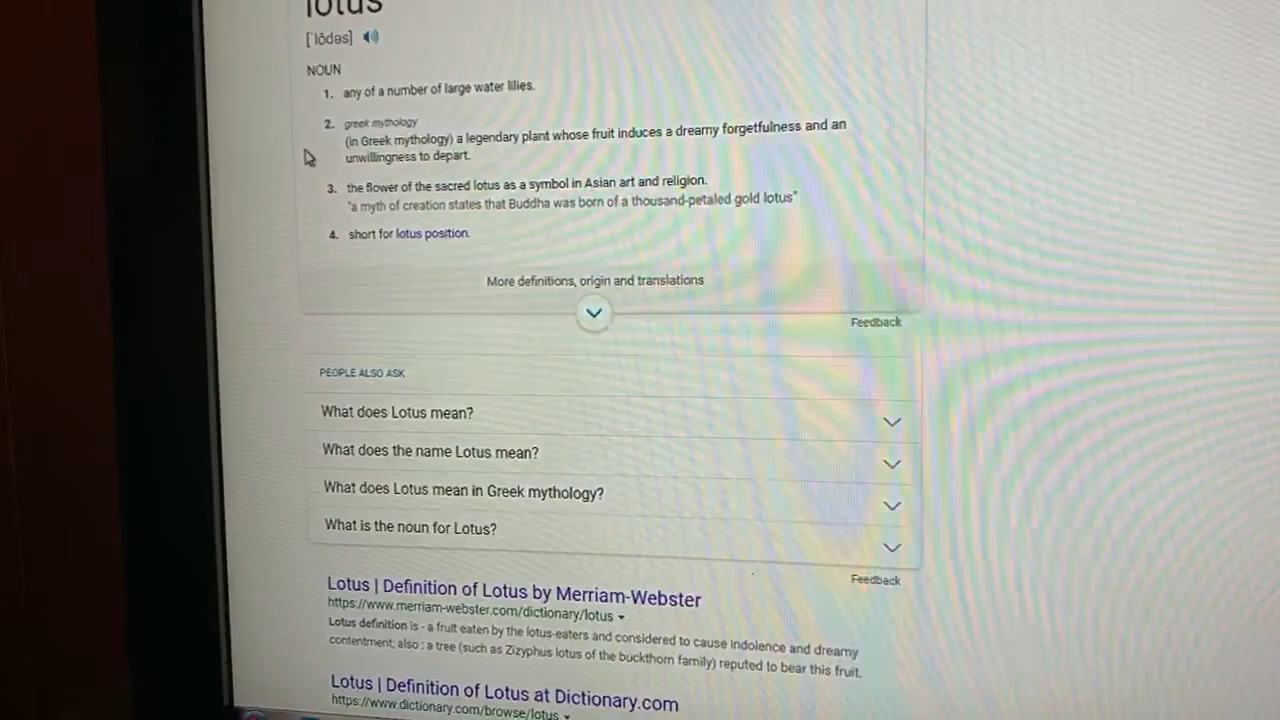 lotus
[ˈlōdəs]
NOUN
1. any of a number of large water lilies.
2. greek mythology
(in Greek mythology) a legendary plant whose fruit induces a dreamy forgetfulness and an
unwillingness to depart.
3. the flower of the sacred lotus as a symbol in Asian art and religion.
"a myth of creation states that Buddha was born of a thousand-petaled gold lotus"
4. short for lotus position.
More definitions, origin and translations
Feedback
PEOPLE ALSO ASK
What does Lotus mean?
What does the name Lotus mean?
What does Lotus mean in Greek mythology?
What is the noun for Lotus?
Feedback
Lotus | Definition of Lotus by Merriam-Webster
https://www.merriam-webster.com/dictionary/lotus
Lotus definition is - a fruit eaten by the lotus-eaters and considered to cause indolence and dreamy
contentment; also : a tree (such as Zizyphus lotus of the buckthorn family) reputed to bear this fruit.
Lotus | Definition of Lotus at Dictionary.com
https://www.dictionary.com/browse/lotus